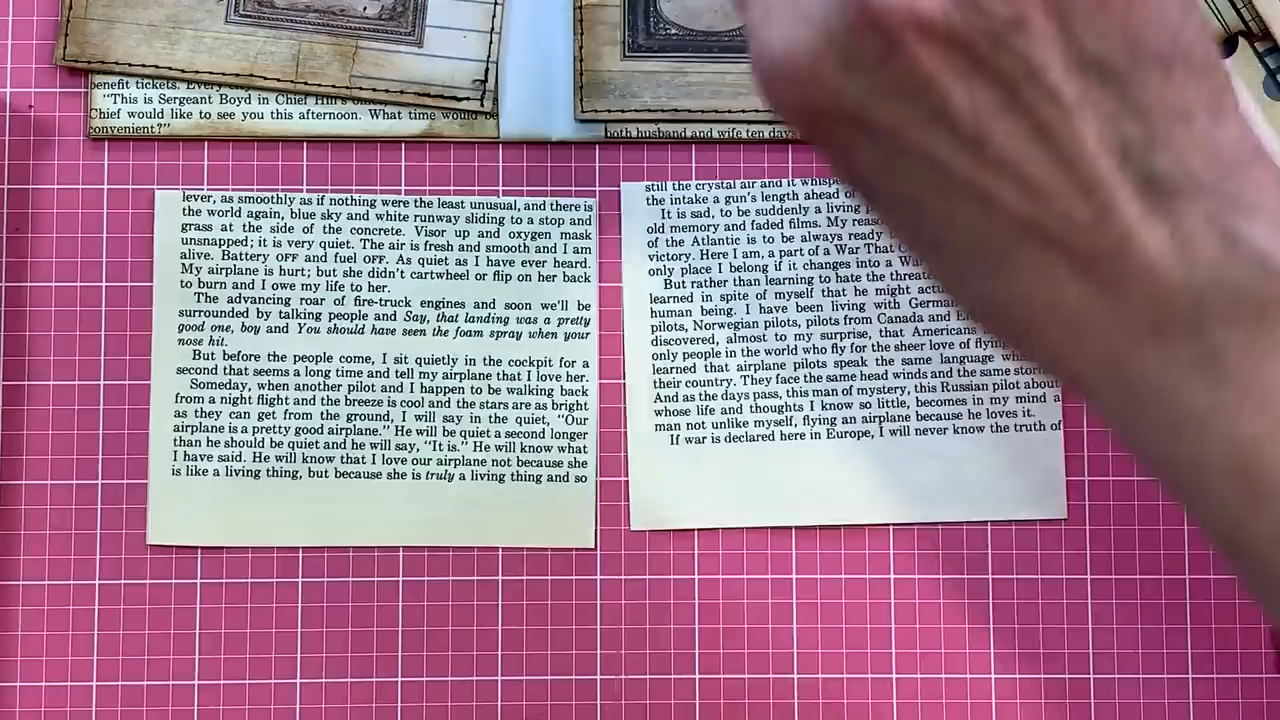 benefit tickets. Every
"This is Sergeant Boyd in Chief Hill's
Chief would like to see you this afternoon. What time would be
convenient?"
both husband and wife ten days
lever, as smoothly as if nothing were the least unusual, and there is
the world again, blue sky and white runway sliding to a stop and
grass at the side of the concrete. Visor up and oxygen mask
unsnapped; it is very quiet. The air is fresh and smooth and I am
alive. Battery OFF and fuel OFF. As quiet as I have ever heard.
My airplane is hurt; but she didn't cartwheel or flip on her back
to burn and I owe my life to her.
The advancing roar of fire-truck engines and soon we'll be
surrounded by talking people and Say, that landing was a pretty
good one, boy and You should have seen the foam spray when your
nose hit.
But before the people come, I sit quietly in the cockpit for a
second that seems a long time and tell my airplane that I love her.
Someday, when another pilot and I happen to be walking back
from a night flight and the breeze is cool and the stars are as bright
as they can get from the ground, I will say in the quiet, "Our
airplane is a pretty good airplane." He will be quiet a second longer
than he should be quiet and he will say, "It is." He will know what
I have said. He will know that I love our airplane not because she
is like a living thing, but because she is truly a living thing and so
still the crystal air and it
the intake a gun's length ahead of
It is sad, to be suddenly a living
old memory and faded films. My
of the Atlantic is to be always ready
victory. Here I am, a part of a War That
only place I belong if it changes into a
But rather than learning to hate the
learned in spite of myself that he might
human being. I have been living with
pilots, Norwegian pilots, pilots from Canada and
discovered, almost to my surprise, that Americans
only people in the world who fly for the sheer love of flying
learned that airplane pilots speak the same language
their country. They face the same head winds and the same
And as the days pass, this man of mystery, this Russian pilot about
whose life and thoughts I know so little, becomes in my mind a
man not unlike myself, flying an airplane because he loves it.
If war is declared here in Europe, I will never know the truth of